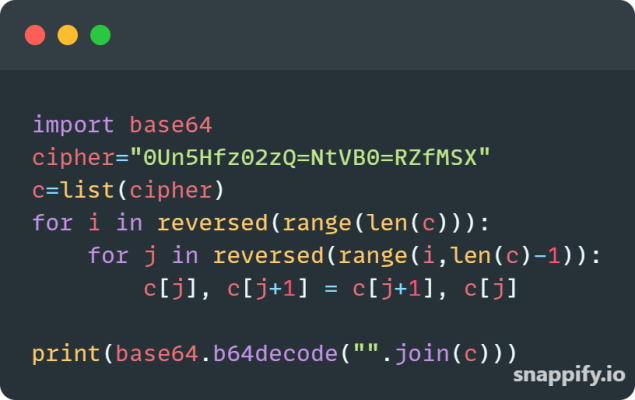 import base64
cipher="0Un5Hfz02zQ=NtVB0=RZfMSX"
c=list(cipher)
for i in reversed(range(len(c))):
    for j in reversed(range(i,len(c)-1)):
        c[j], c[j+1] = c[j+1], c[j]

print(base64.b64decode("".join(c)))
snappify.io